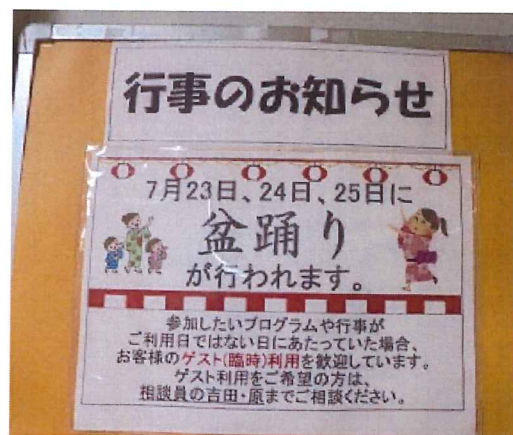 行事のお知らせ
7月23日、24日、25日に
盆踊り
が行われます。
参加したいプログラムや行事が
ご利用日ではない日にあたっていた場合、
お客様のゲスト(臨時)利用を歓迎しています。
ゲスト利用をご希望の方は、
相談員の吉田・原までご相談ください。